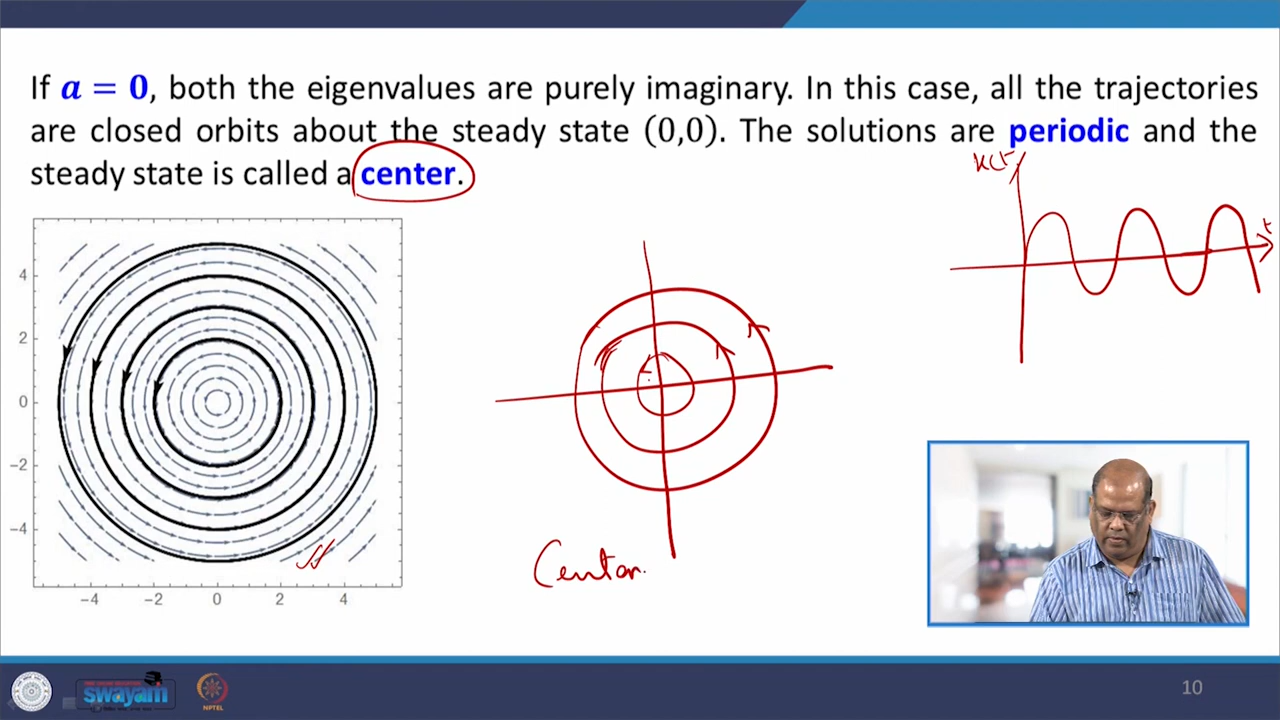 If a = 0, both the eigenvalues are purely imaginary. In this case, all the trajectories
are closed orbits about the steady state (0,0). The solutions are periodic and the
steady state is called a center.
x(t)
t
4
2
0
−2
−4
−4 −2 0 2 4
Center
swayam
NPTEL
10